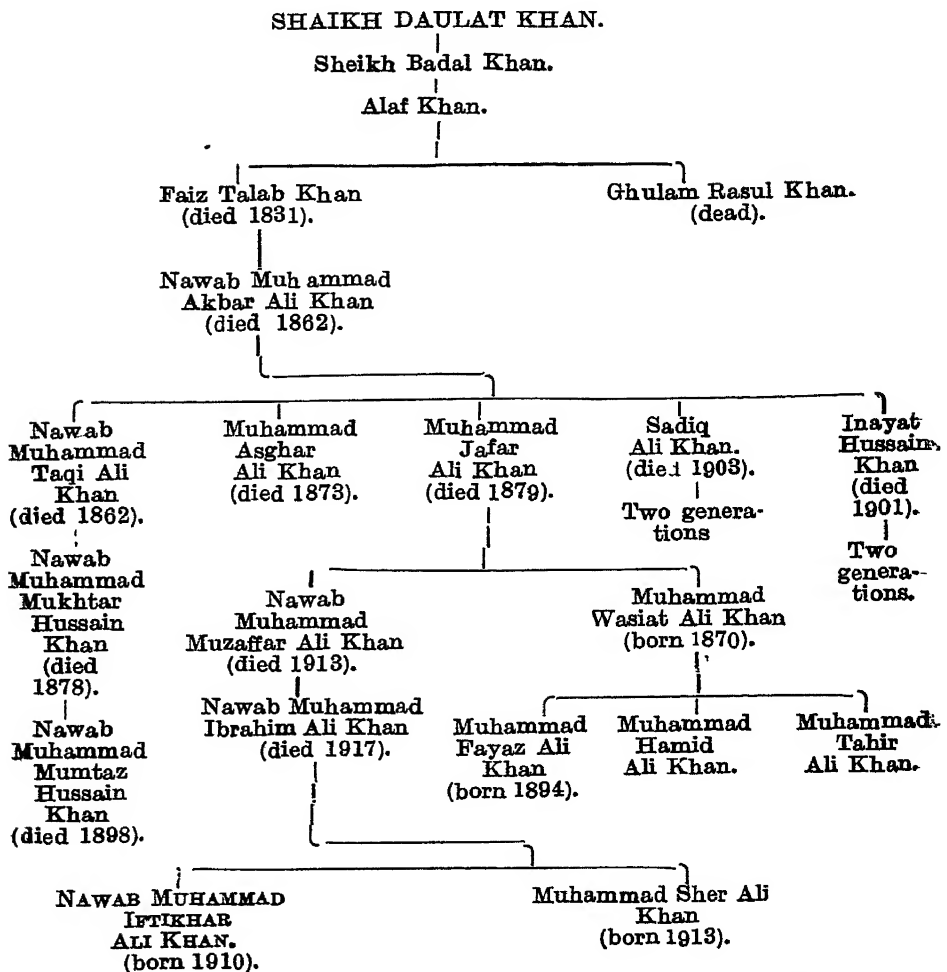 SHAIKH DAULAT KHAN.
Sheikh Badal Khan.
Alaf Khan.
Faiz Talab Khan
(died 1831).
Ghulam Rasul Khan.
(dead).
Nawab Muhammad
Akbar Ali Khan
(died 1862).
Nawab
Muhammad
Taqi Ali
Khan
(died 1862).
Muhammad
Asghar
Ali Khan
(died 1873).
Muhammad
Jafar
Ali Khan
(died 1879).
Sadiq
Ali Khan.
(died 1903).
Two genera-
tions
Inayat
Hussain
Khan
(died
1901).
Two
genera-
tions.
Nawab
Muhammad
Mukhtar
Hussain
Khan
(died
1878).
Nawab
Muhammad
Muzaffar Ali Khan
(died 1913).
Muhammad
Wasiat Ali Khan
(born 1870).
Nawab
Muhammad
Mumtaz
Hussain
Khan
(died 1898).
Nawab Muhammad
Ibrahim Ali Khan
(died 1917).
Muhammad
Fayaz Ali
Khan
(born 1894).
Muhammad
Hamid
Ali Khan.
Muhammad
Tahir
Ali Khan.
NAWAB MUHAMMAD
IFTIKHAR
ALI KHAN.
(born 1910).
Muhammad Sher Ali
Khan
(born 1913).